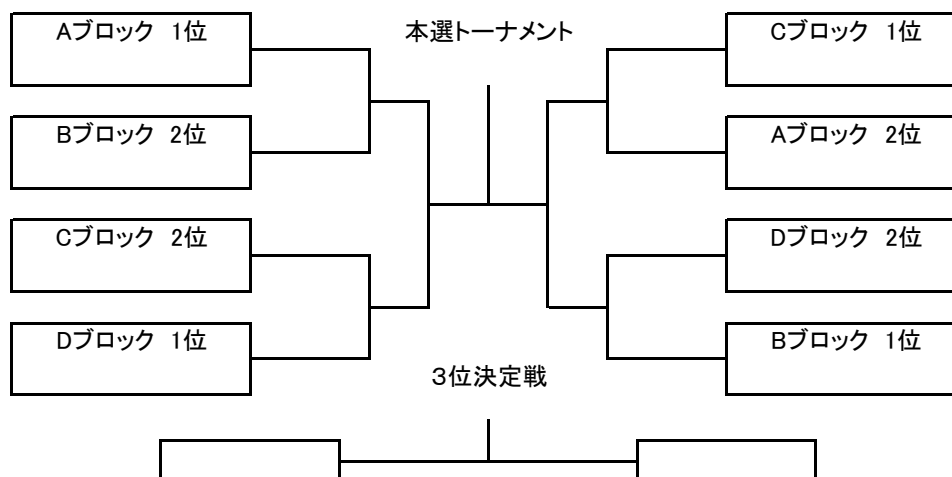 本選トーナメント
Aブロック 1位
Bブロック 2位
Cブロック 2位
Dブロック 1位
Cブロック 1位
Aブロック 2位
Dブロック 2位
Bブロック 1位
3位決定戦